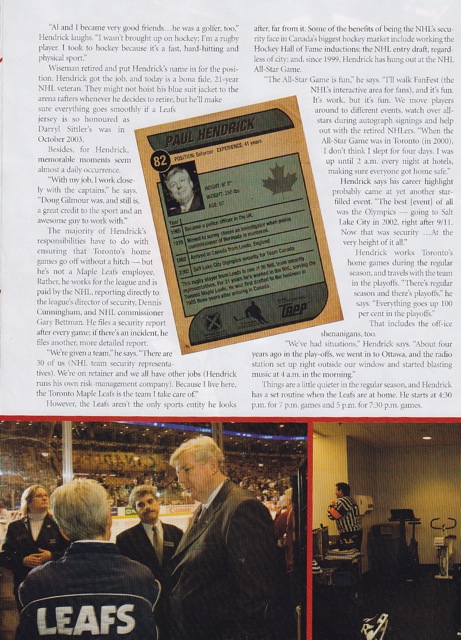 "Al and I became very good friends…he was a golfer, too,"
Hendrick laughs. "I wasn't brought up on hockey; I'm a rugby
player. I took to hockey because it's a fast, hard-hitting and
physical sport."
Wiseman retired and put Hendrick's name in for the posi-
tion. Hendrick got the job, and today is a bona fide, 21-year
NHL veteran. They might not hoist his blue suit jacket to the
arena rafters whenever he decides to retire, but he'll make
sure everything goes smoothly if a Leafs
jersey is so honoured as
Darryl Sittler's was in
October 2003.
Besides, for Hendrick,
memorable moments seem
almost a daily occurrence.
"With my job, I work close-
ly with the captains," he says.
"Doug Gilmour was, and still is,
a great credit to the sport and an
awesome guy to work with."
The majority of Hendrick's
responsibilities have to do with
ensuring that Toronto's home
games go off without a hitch — but
he's not a Maple Leafs employee.
Rather, he works for the league and is
paid by the NHL, reporting directly to
the league's director of security, Dennis
Cunningham, and NHL commissioner
Gary Bettman. He files a security report
after every game; if there's an incident, he
files another, more detailed report.
"We're given a team," he says. "There are
30 of us (NHL team security representa-
tives). We're on retainer and we all have other jobs (Hendrick
runs his own risk-management company). Because I live here,
the Toronto Maple Leafs is the team I take care of."
However, the Leafs aren't the only sports entity he looks
after, far from it. Some of the benefits of being the NHL's secu-
rity face in Canada's biggest hockey market include working the
Hockey Hall of Fame inductions; the NHL entry draft, regard-
less of city; and, since 1999, Hendrick has hung out at the NHL
All-Star Game.
"The All-Star Game is fun," he says. "I'll walk FanFest (the
NHL's interactive area for fans), and it's fun.
It's work, but it's fun. We move players
around to different events, watch over all-
stars during autograph signings and help
out with the retired NHLers. "When the
All-Star Game was in Toronto (in 2000),
I don't think I slept for four days. I was
up until 2 a.m. every night at hotels,
making sure everyone got home safe."
Hendrick says his career highlight
probably came at yet another star-
filled event. "The best [event] of all
was the Olympics — going to Salt
Lake City in 2002, right after 9/11.
Now that was security …At the
very height of it all."
Hendrick works Toronto's
home games during the regular
season, and travels with the team
in the playoffs. "There's regular
season and there's playoffs," he
says. "Everything goes up 100
per cent in the playoffs."
That includes the off-ice
shenanigans, too.
"We've had situations," Hendrick says. "About four
years ago in the play-offs, we went in to Ottawa, and the radio
station set up right outside our window and started blasting
music at 4 a.m. in the morning."
Things are a little quieter in the regular season, and Hendrick
has a set routine when the Leafs are at home. He starts at 4:30
p.m. for 7 p.m. games and 5 p.m. for 7:30 p.m. games.
PAUL HENDRICK
82
POSITION: Enforcer EXPERIENCE: 41 years
HEIGHT:
WEIGHT:
AGE:
Year
Became a police officer in the UK.
Arrived in Canada from Leeds, England
Salt Lake City Olympics security for Team Canada
TOPP
LEAFS